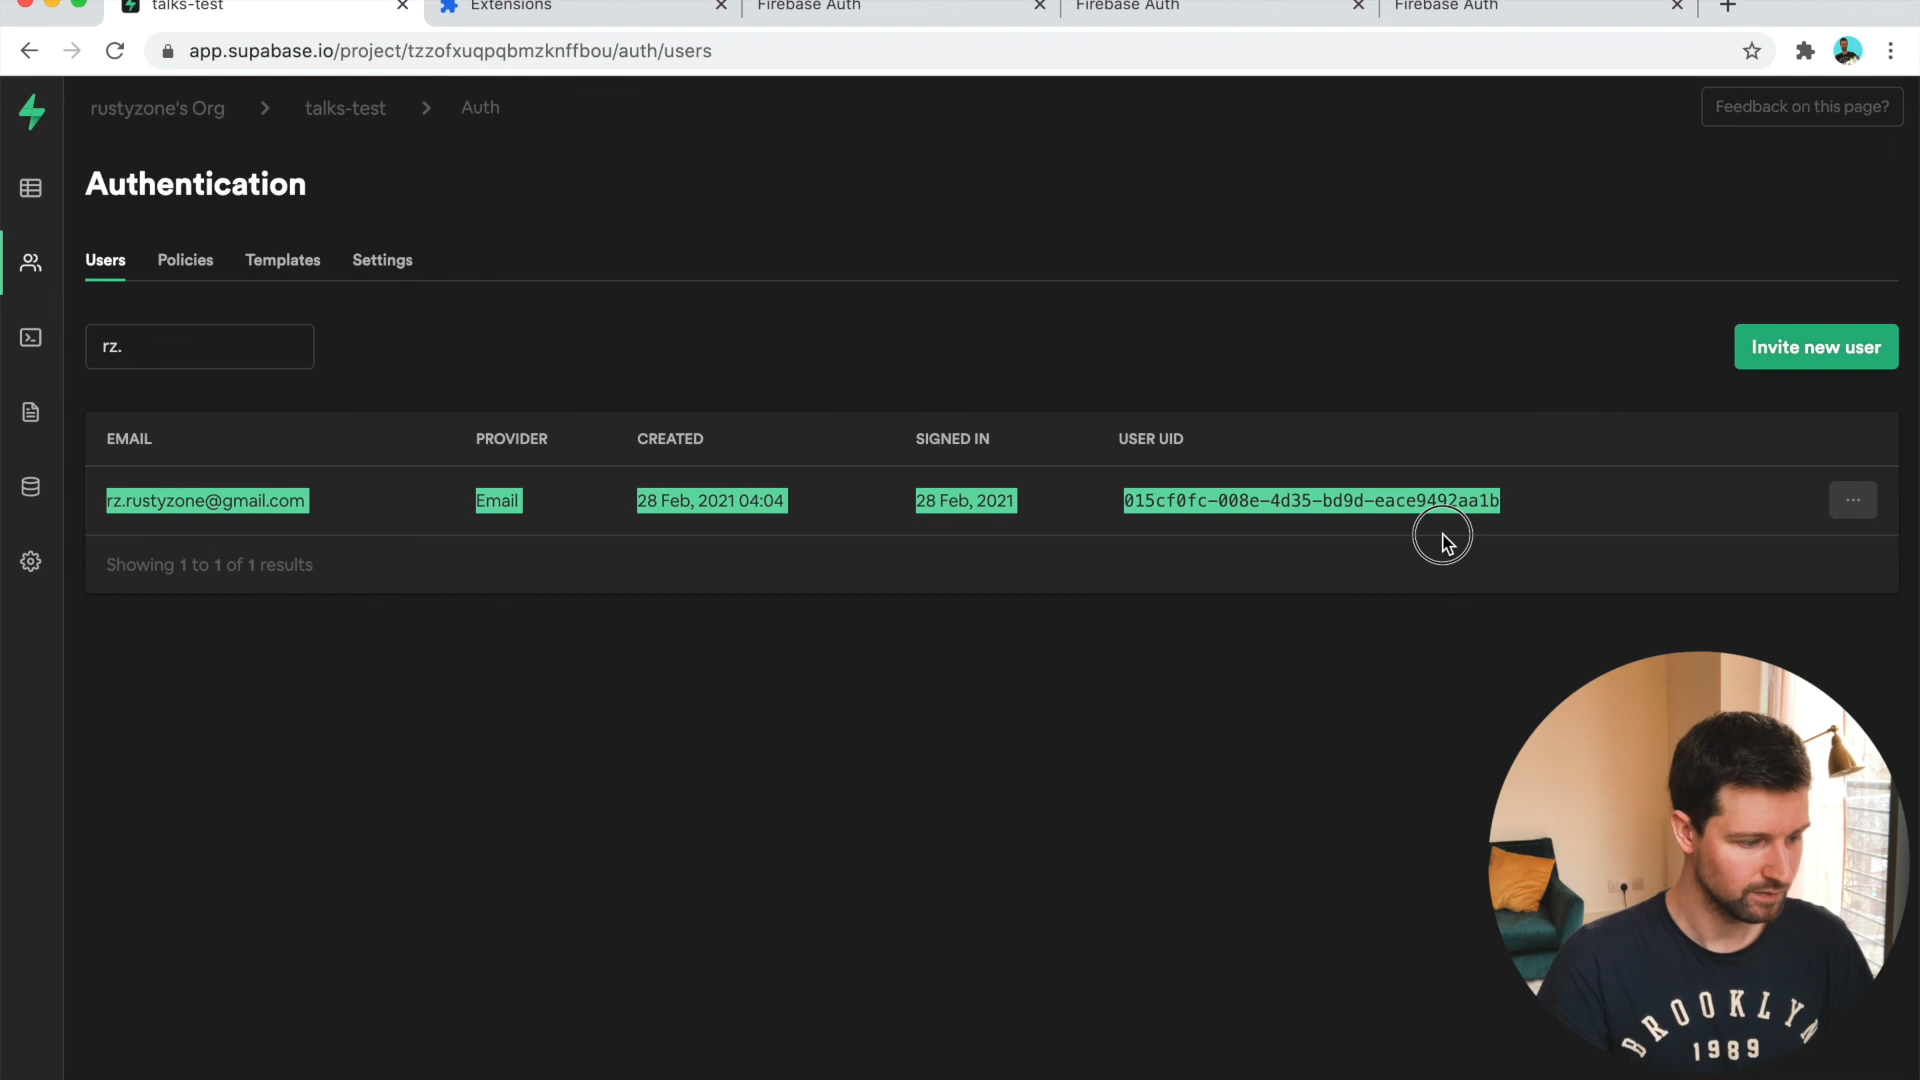 talks-test
Extensions
Firebase Auth
Firebase Auth
Firebase Auth
app.supabase.io/project/tzzofxuqpqbmzknffbou/auth/users
rustyzone's Org > talks-test > Auth
Feedback on this page?
Authentication
Users Policies Templates Settings
rz.
Invite new user
EMAIL PROVIDER CREATED SIGNED IN USER UID
rz.rustyzone@gmail.com Email 28 Feb, 2021 04:04 28 Feb, 2021 015cf0fc-008e-4d35-bd9d-eace9492aa1b
Showing 1 to 1 of 1 results
BROOKLYN
1989